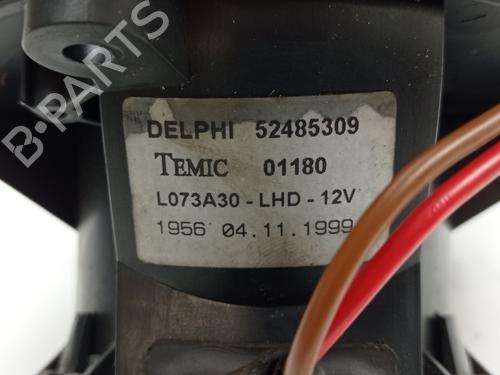 B-PARTS
DELPHI 52485309
TEMIC 01180
L073A30 - LHD - 12V
1956 04.11.1999